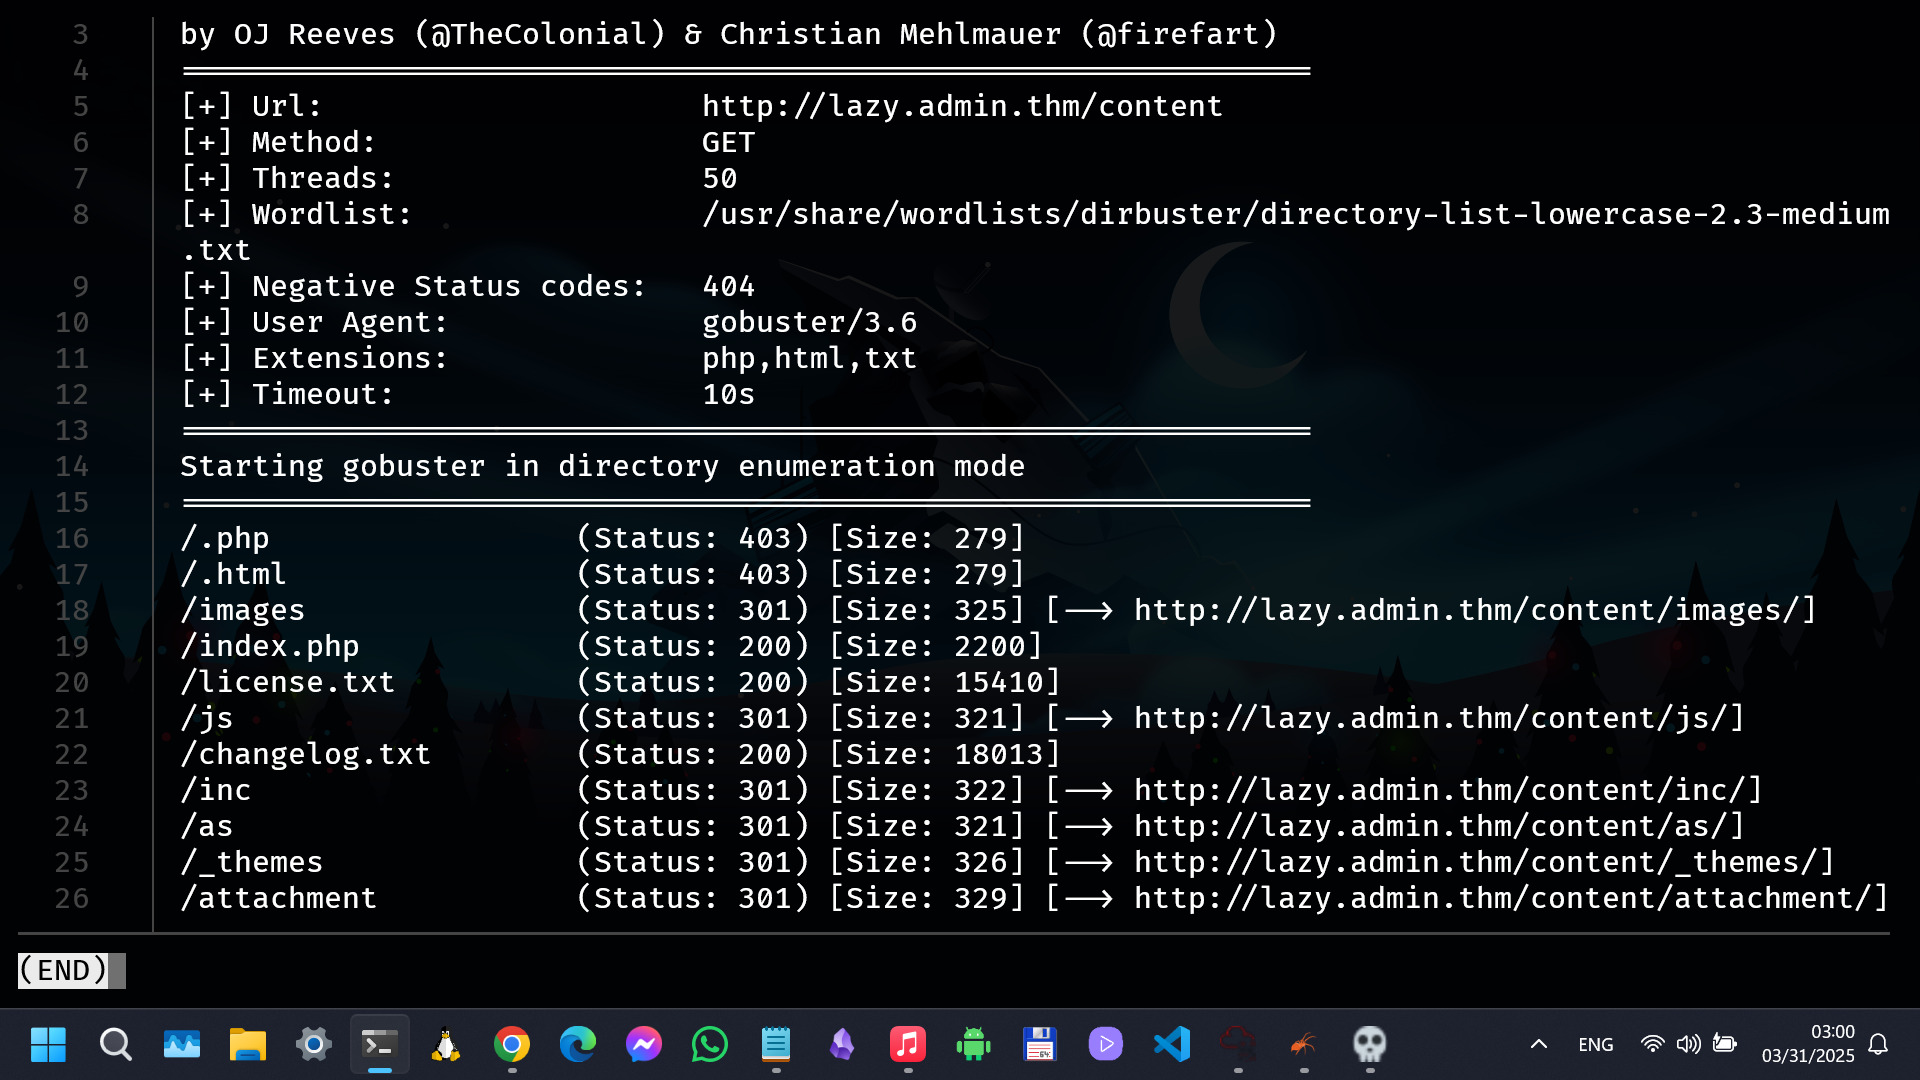 3 by OJ Reeves (@TheColonial) & Christian Mehlmauer (@firefart)
4 ===============================================================
5 [+] Url: http://lazy.admin.thm/content
6 [+] Method: GET
7 [+] Threads: 50
8 [+] Wordlist: /usr/share/wordlists/dirbuster/directory-list-lowercase-2.3-medium
.txt
9 [+] Negative Status codes: 404
10 [+] User Agent: gobuster/3.6
11 [+] Extensions: php,html,txt
12 [+] Timeout: 10s
13 ===============================================================
14 Starting gobuster in directory enumeration mode
15 ===============================================================
16 /.php (Status: 403) [Size: 279]
17 /.html (Status: 403) [Size: 279]
18 /images (Status: 301) [Size: 325] [--> http://lazy.admin.thm/content/images/]
19 /index.php (Status: 200) [Size: 2200]
20 /license.txt (Status: 200) [Size: 15410]
21 /js (Status: 301) [Size: 321] [--> http://lazy.admin.thm/content/js/]
22 /changelog.txt (Status: 200) [Size: 18013]
23 /inc (Status: 301) [Size: 322] [--> http://lazy.admin.thm/content/inc/]
24 /as (Status: 301) [Size: 321] [--> http://lazy.admin.thm/content/as/]
25 /_themes (Status: 301) [Size: 326] [--> http://lazy.admin.thm/content/_themes/]
26 /attachment (Status: 301) [Size: 329] [--> http://lazy.admin.thm/content/attachment/]
(END)
64
ENG
03:00
03/31/2025